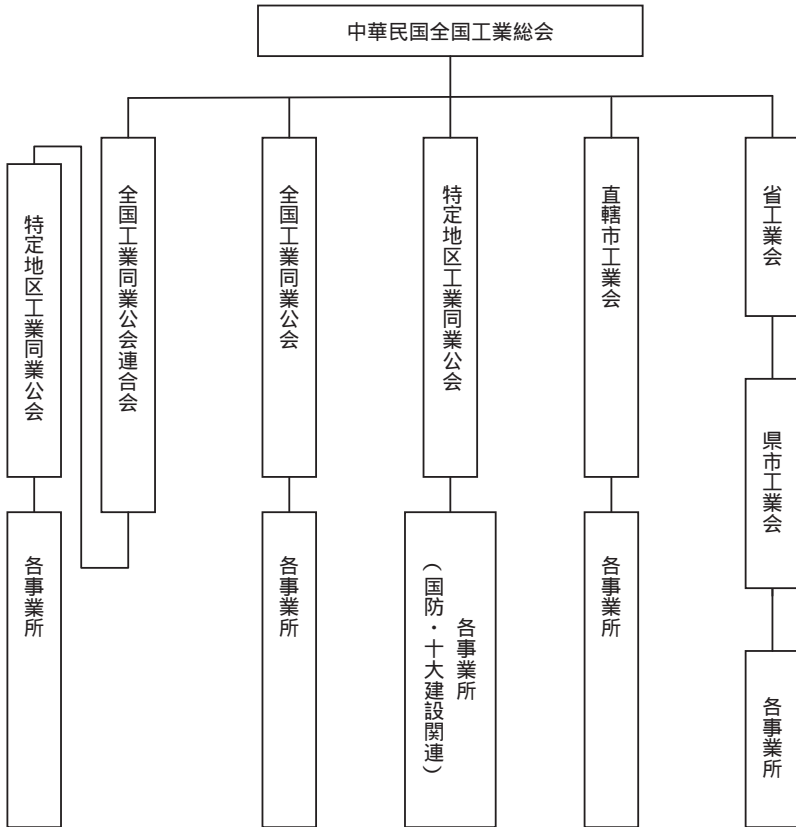 中華民国全国工業総会
特定地区工業同業公会
全国工業同業公会連合会
全国工業同業公会
特定地区工業同業公会
直轄市工業会
省工業会
県市工業会
各事業所
各事業所
各事業所
（国防・十大建設関連）
各事業所
各事業所